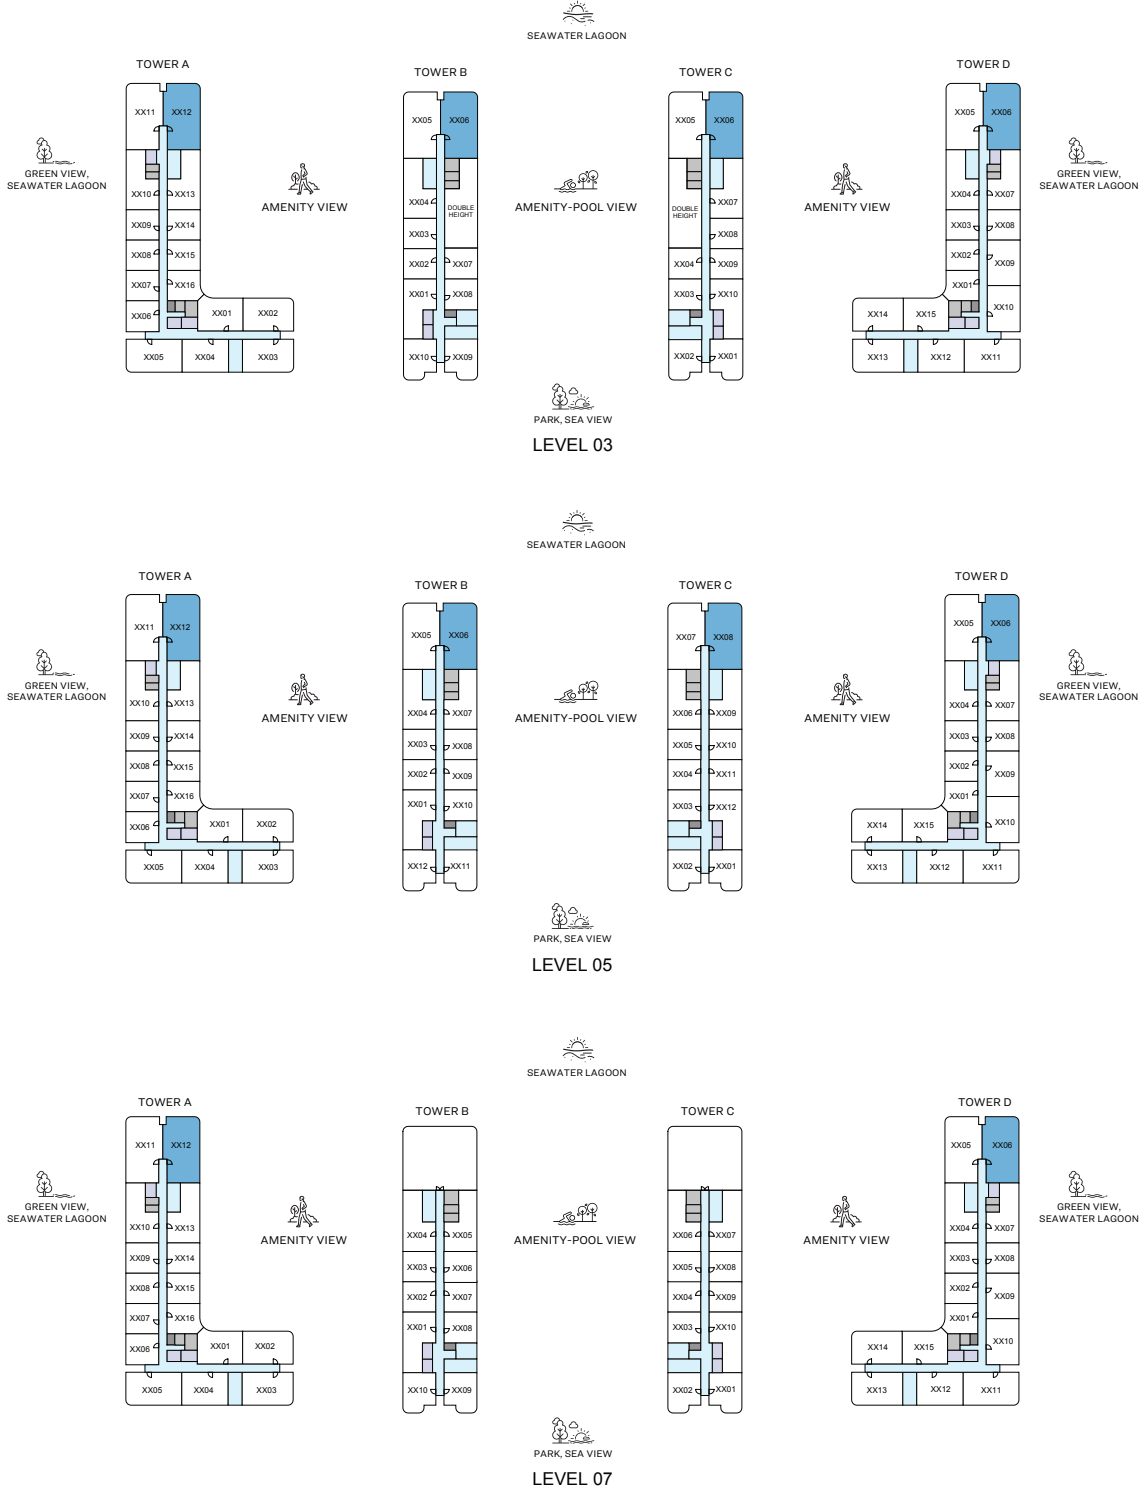 SEAWATER LAGOON
TOWER A
TOWER B
TOWER C
TOWER D
XX11 XX12
XX05 XX06
XX05 XX06
XX05 XX06
GREEN VIEW,
SEAWATER LAGOON
AMENITY VIEW
AMENITY-POOL VIEW
AMENITY VIEW
GREEN VIEW,
SEAWATER LAGOON
XX10 XX13
XX09 XX14
XX08 XX15
XX07 XX16
XX06 XX01 XX02
XX05 XX04 XX03
XX04 DOUBLE
HEIGHT
XX03
XX02 XX07
XX01 XX08
XX10 XX09
DOUBLE
HEIGHT
XX07
XX08
XX04 XX09
XX03 XX10
XX02 XX01
XX04 XX07
XX03 XX08
XX02 XX09
XX01
XX10
XX14 XX15
XX13 XX12 XX11
PARK, SEA VIEW
LEVEL 03
SEAWATER LAGOON
TOWER A
TOWER B
TOWER C
TOWER D
XX11 XX12
XX05 XX06
XX07 XX08
XX05 XX06
GREEN VIEW,
SEAWATER LAGOON
AMENITY VIEW
AMENITY-POOL VIEW
AMENITY VIEW
GREEN VIEW,
SEAWATER LAGOON
XX10 XX13
XX09 XX14
XX08 XX15
XX07 XX16
XX06 XX01 XX02
XX05 XX04 XX03
XX04 XX07
XX03 XX08
XX02 XX09
XX01 XX10
XX12 XX11
XX06 XX09
XX05 XX10
XX04 XX11
XX03 XX12
XX02 XX01
XX04 XX07
XX03 XX08
XX02 XX09
XX01
XX10
XX14 XX15
XX13 XX12 XX11
PARK, SEA VIEW
LEVEL 05
SEAWATER LAGOON
TOWER A
TOWER B
TOWER C
TOWER D
XX11 XX12
XX05 XX06
GREEN VIEW,
SEAWATER LAGOON
AMENITY VIEW
AMENITY-POOL VIEW
AMENITY VIEW
GREEN VIEW,
SEAWATER LAGOON
XX10 XX13
XX09 XX14
XX08 XX15
XX07 XX16
XX06 XX01 XX02
XX05 XX04 XX03
XX04 XX05
XX03 XX06
XX02 XX07
XX01 XX08
XX10 XX09
XX06 XX07
XX05 XX08
XX04 XX09
XX03 XX10
XX02 XX01
XX04 XX07
XX03 XX08
XX02 XX09
XX01
XX10
XX14 XX15
XX13 XX12 XX11
PARK, SEA VIEW
LEVEL 07